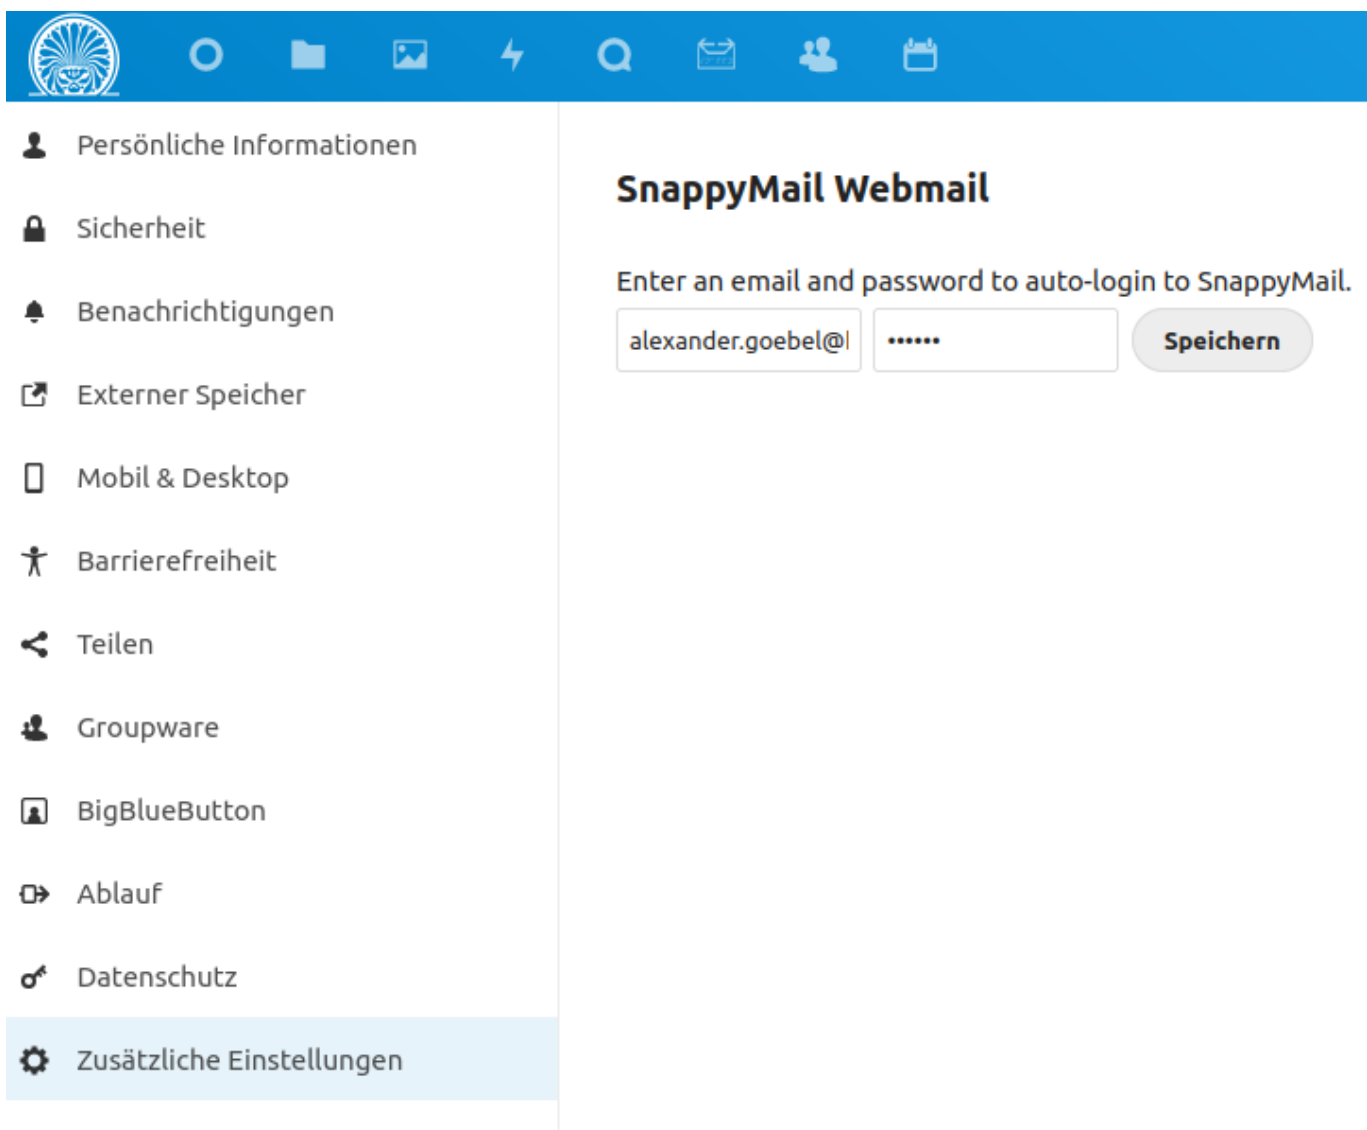 Persönliche Informationen
Sicherheit
Benachrichtigungen
Externer Speicher
Mobil & Desktop
Barrierefreiheit
Teilen
Groupware
BigBlueButton
Ablauf
Datenschutz
Zusätzliche Einstellungen
SnappyMail Webmail
Enter an email and password to auto-login to SnappyMail.
alexander.goebel@ •••••• Speichern